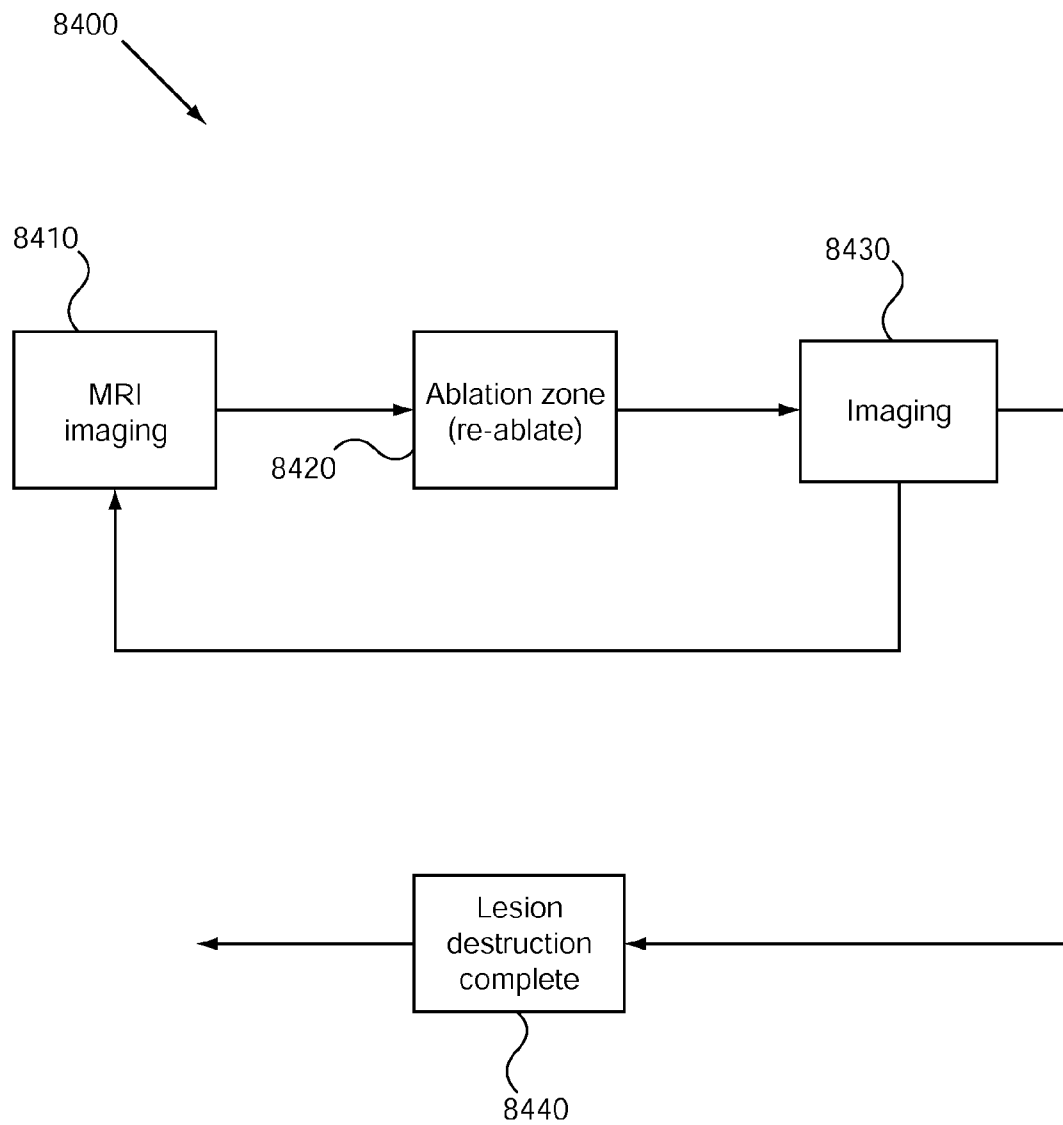 8400
8410
8430
MRI
imaging
Ablation zone
(re-ablate)
Imaging
8420
Lesion
destruction
complete
8440